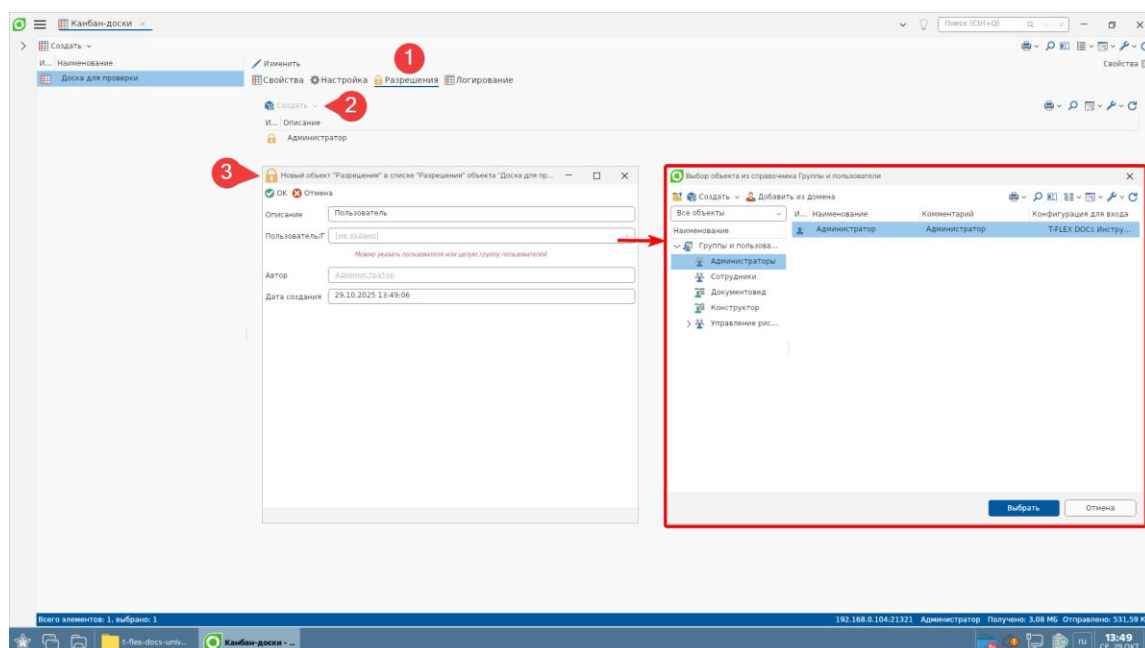 Канбан-доски ×
Поиск (Ctrl+Q)
Создать
И... Наименование
Доска для проверки
Изменить
Свойства
Свойства Настройка Разрешения Логирование
1
Создать
2
И... Описание
Администратор
3
Новый объект "Разрешения" в списке "Разрешения" объекта "Доска для пр...
ОК Отмена
Описание Пользователь
Пользователь/Г [не задано]
Можно указать пользователя или целую группу пользователей
Автор Администратор
Дата создания 29.10.2025 13:49:06
Выбор объекта из справочника Группы и пользователи
Создать Добавить из домена
Все объекты
И... Наименование Комментарий Конфигурация для входа
Администратор Администратор T-FLEX DOCs Инстру...
Наименование
Группы и пользова...
Администраторы
Сотрудники
Документовед
Конструктор
Управление рис...
Выбрать Отмена
Всего элементов: 1, выбрано: 1
192.168.0.104:21321 Администратор Получено: 3,08 МБ Отправлено: 531,59 К
t-flex-docs-univ... Канбан-доски - ...
ru 13:49
СР, 29 ОКТ